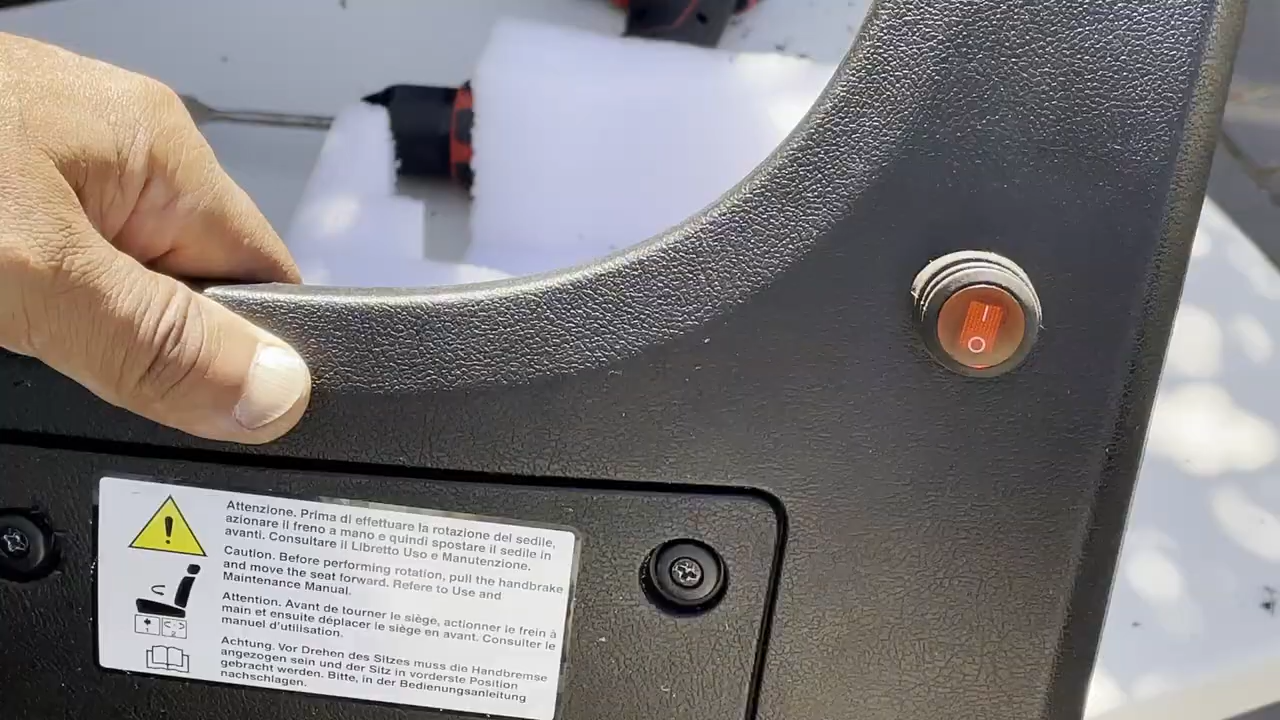 Attenzione. Prima di effettuare la rotazione del sedile,
azionare il freno a mano e quindi spostare il sedile in
avanti. Consultare il Libretto Uso e Manutenzione.
Caution. Before performing rotation, pull the handbrake
and move the seat forward. Refere to Use and
Maintenance Manual.
Attention. Avant de tourner le siège, actionner le frein à
main et ensuite déplacer le siège en avant. Consulter le
manuel d'utilisation.
Achtung. Vor Drehen des Sitzes muss die Handbremse
angezogen sein und der Sitz in vorderste Position
gebracht werden. Bitte, in der Bedienungsanleitung
nachschlagen.